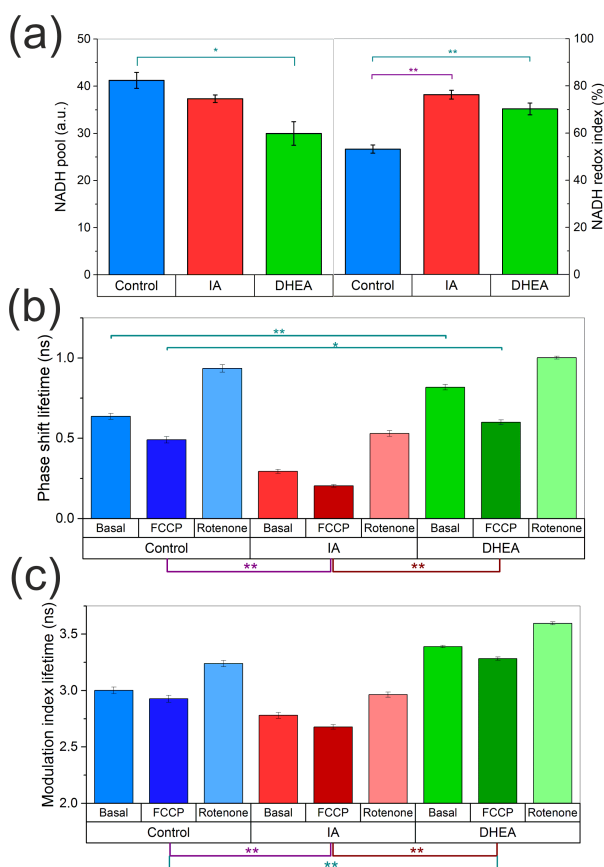 (a)
50
40
30
20
10
0
NADH pool (a.u.)
*
**
**
100
80
60
40
20
0
NADH redox index (%)
Control IA DHEA Control IA DHEA
(b)
Phase shift lifetime (ns)
1.0
0.5
0.0
**
*
Basal FCCP Rotenone Basal FCCP Rotenone Basal FCCP Rotenone
Control IA DHEA
** **
(c)
Modulation index lifetime (ns)
3.5
3.0
2.5
2.0
Basal FCCP Rotenone Basal FCCP Rotenone Basal FCCP Rotenone
Control IA DHEA
** **
**